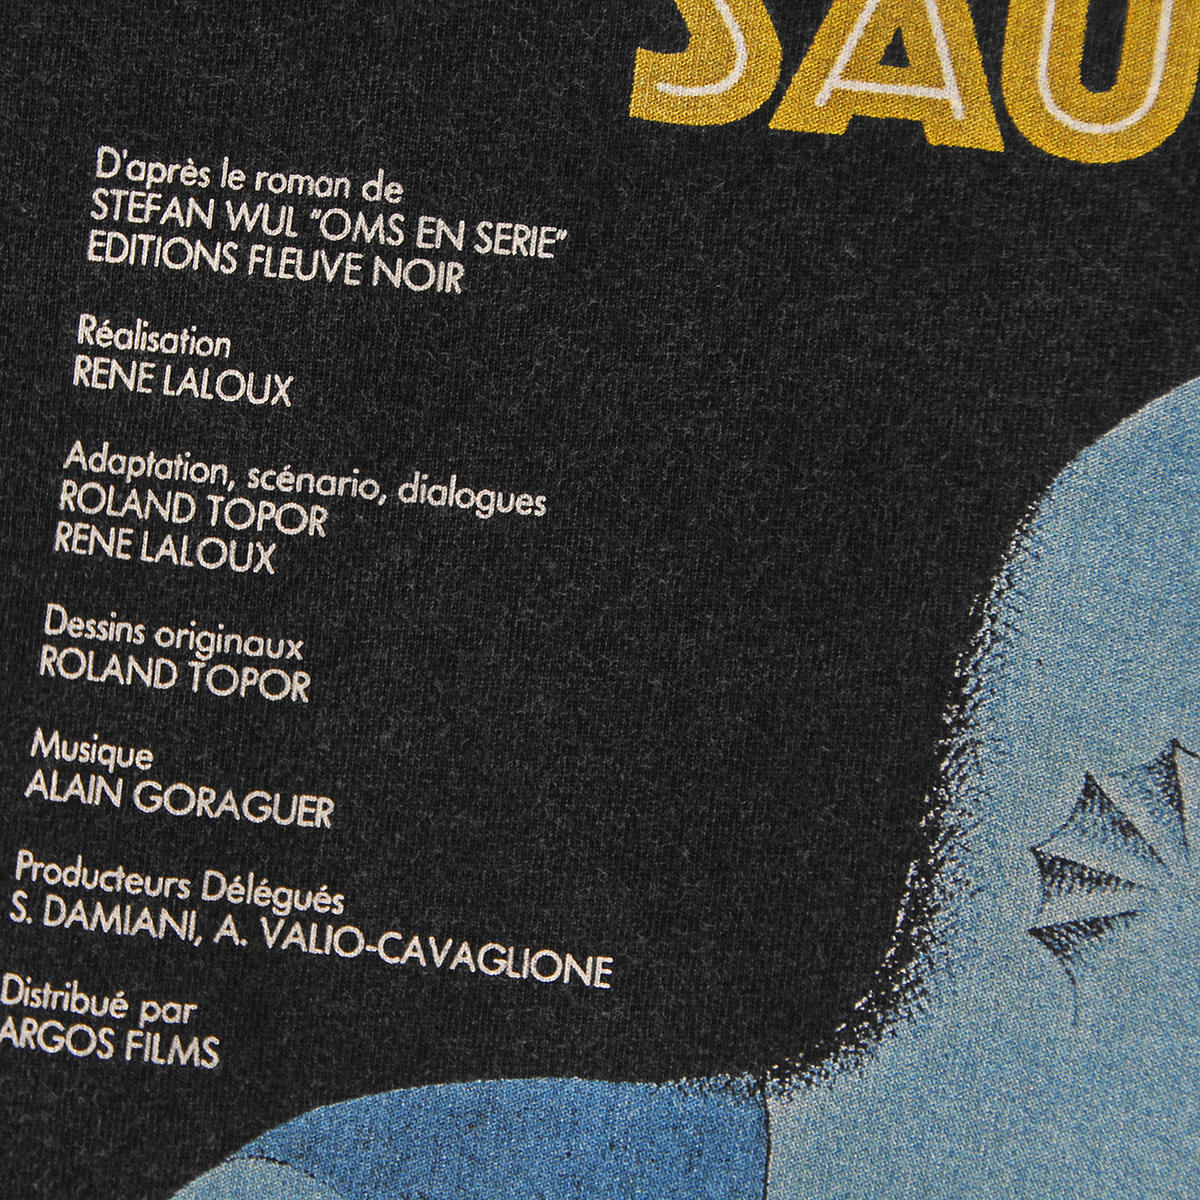 SAU
D'après le roman de
STEFAN WUL "OMS EN SERIE"
EDITIONS FLEUVE NOIR
Réalisation
RENE LALOUX
Adaptation, scénario, dialogues
ROLAND TOPOR
RENE LALOUX
Dessins originaux
ROLAND TOPOR
Musique
ALAIN GORAGUER
Producteurs Délégués
S. DAMIANI, A. VALIO-CAVAGLIONE
Distribué par
ARGOS FILMS